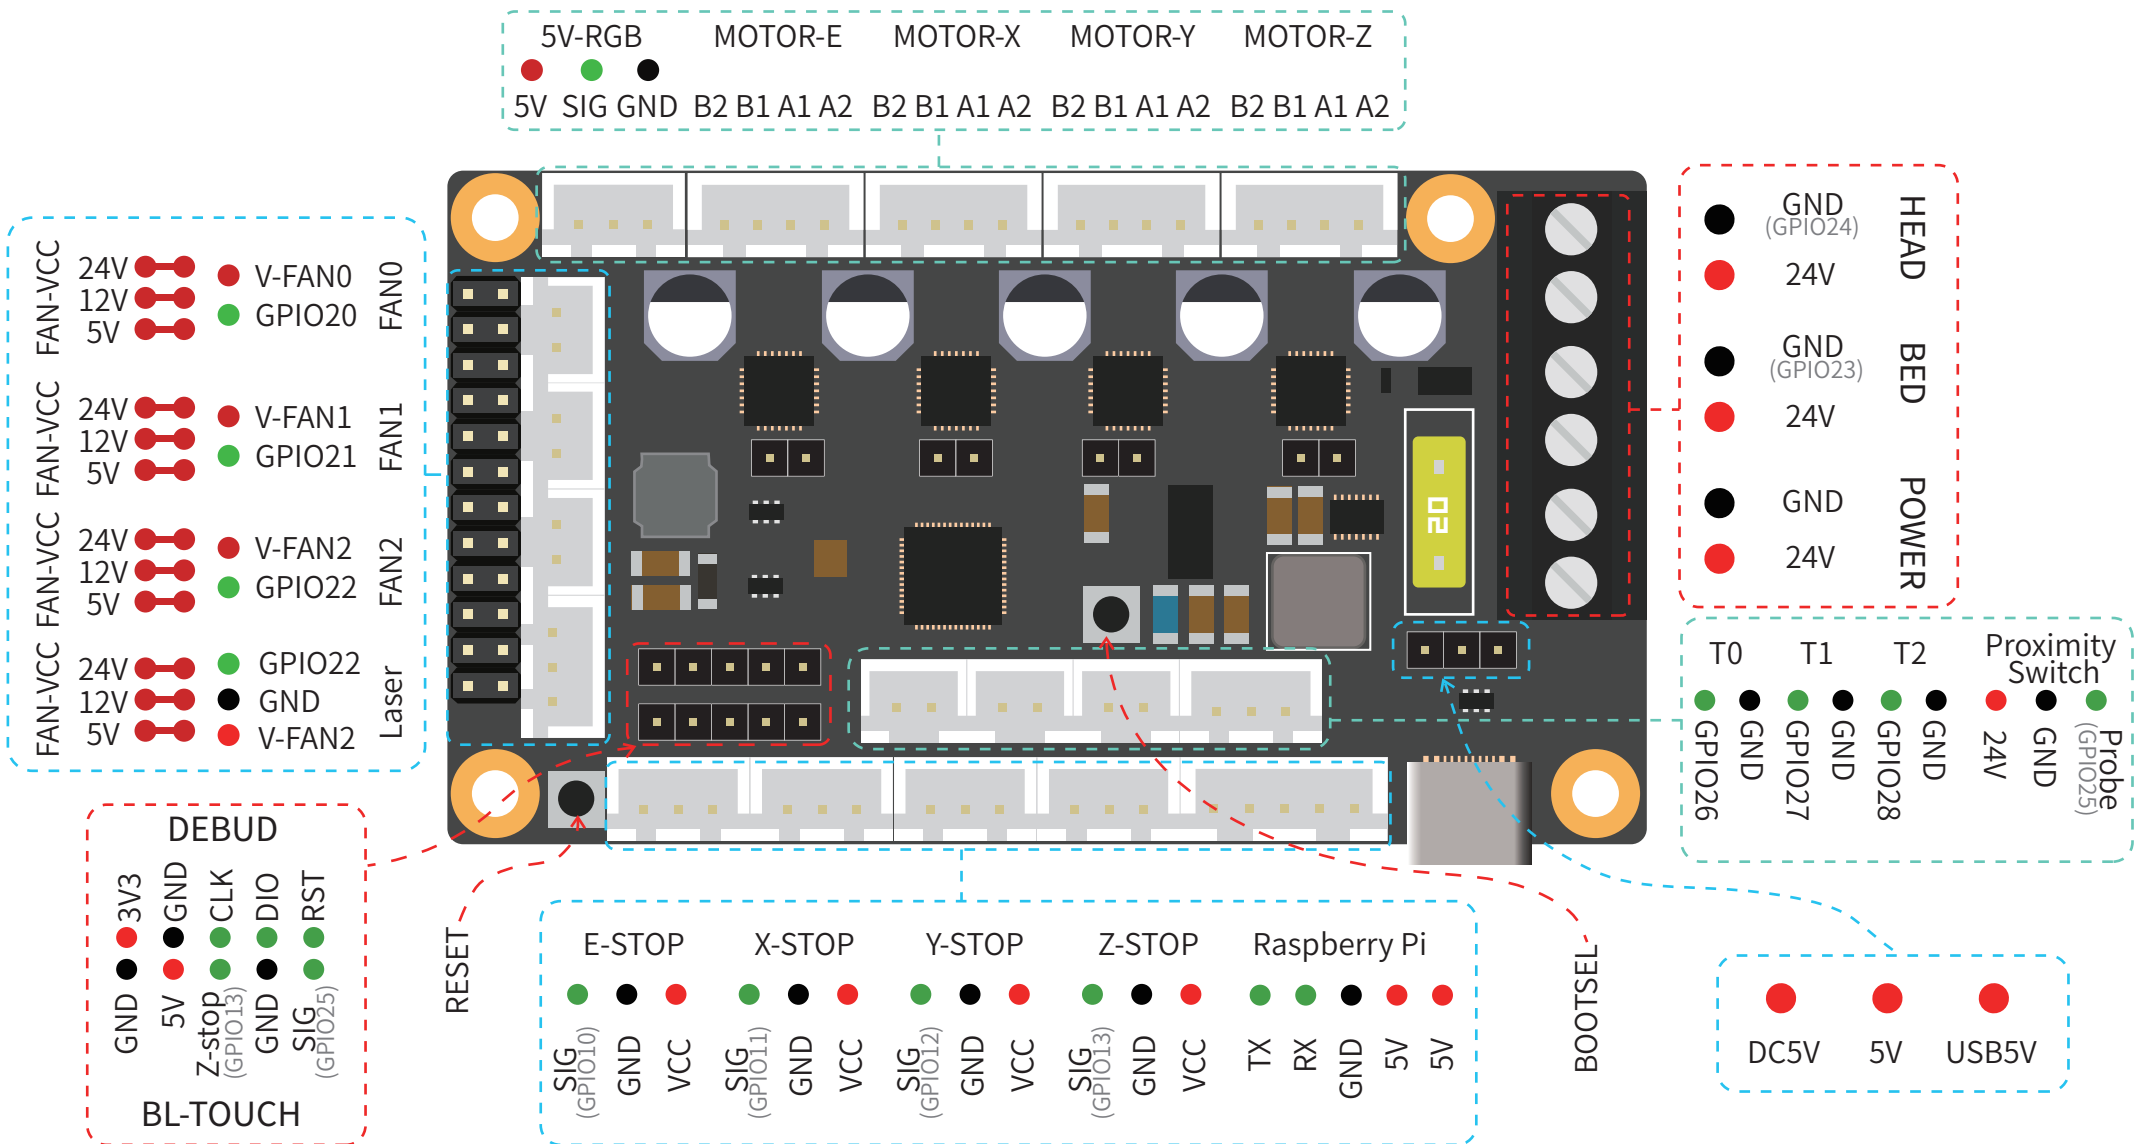 5V-RGB MOTOR-E MOTOR-X MOTOR-Y MOTOR-Z
5V SIG GND B2 B1 A1 A2 B2 B1 A1 A2 B2 B1 A1 A2 B2 B1 A1 A2
FAN-VCC
24V
12V
5V
V-FAN0
GPIO20
FAN0
FAN-VCC
24V
12V
5V
V-FAN1
GPIO21
FAN1
FAN-VCC
24V
12V
5V
V-FAN2
GPIO22
FAN2
FAN-VCC
24V
12V
5V
GPIO22
GND
V-FAN2
Laser
20
GND
(GPIO24)
24V
HEAD
GND
(GPIO23)
24V
BED
GND
24V
POWER
T0 T1 T2 Proximity
Switch
GPIO26
GND
GPIO27
GND
GPIO28
GND
24V
GND
Probe
(GPIO25)
DEBUD
3V3
GND
CLK
DIO
RST
GND
5V
Z-stop
(GPIO13)
GND
SIG
(GPIO25)
BL-TOUCH
RESET
E-STOP X-STOP Y-STOP Z-STOP Raspberry Pi
SIG
(GPIO10)
GND
VCC
SIG
(GPIO11)
GND
VCC
SIG
(GPIO12)
GND
VCC
SIG
(GPIO13)
GND
VCC
TX
RX
GND
5V
5V
BOOTSEL
DC5V 5V USB5V